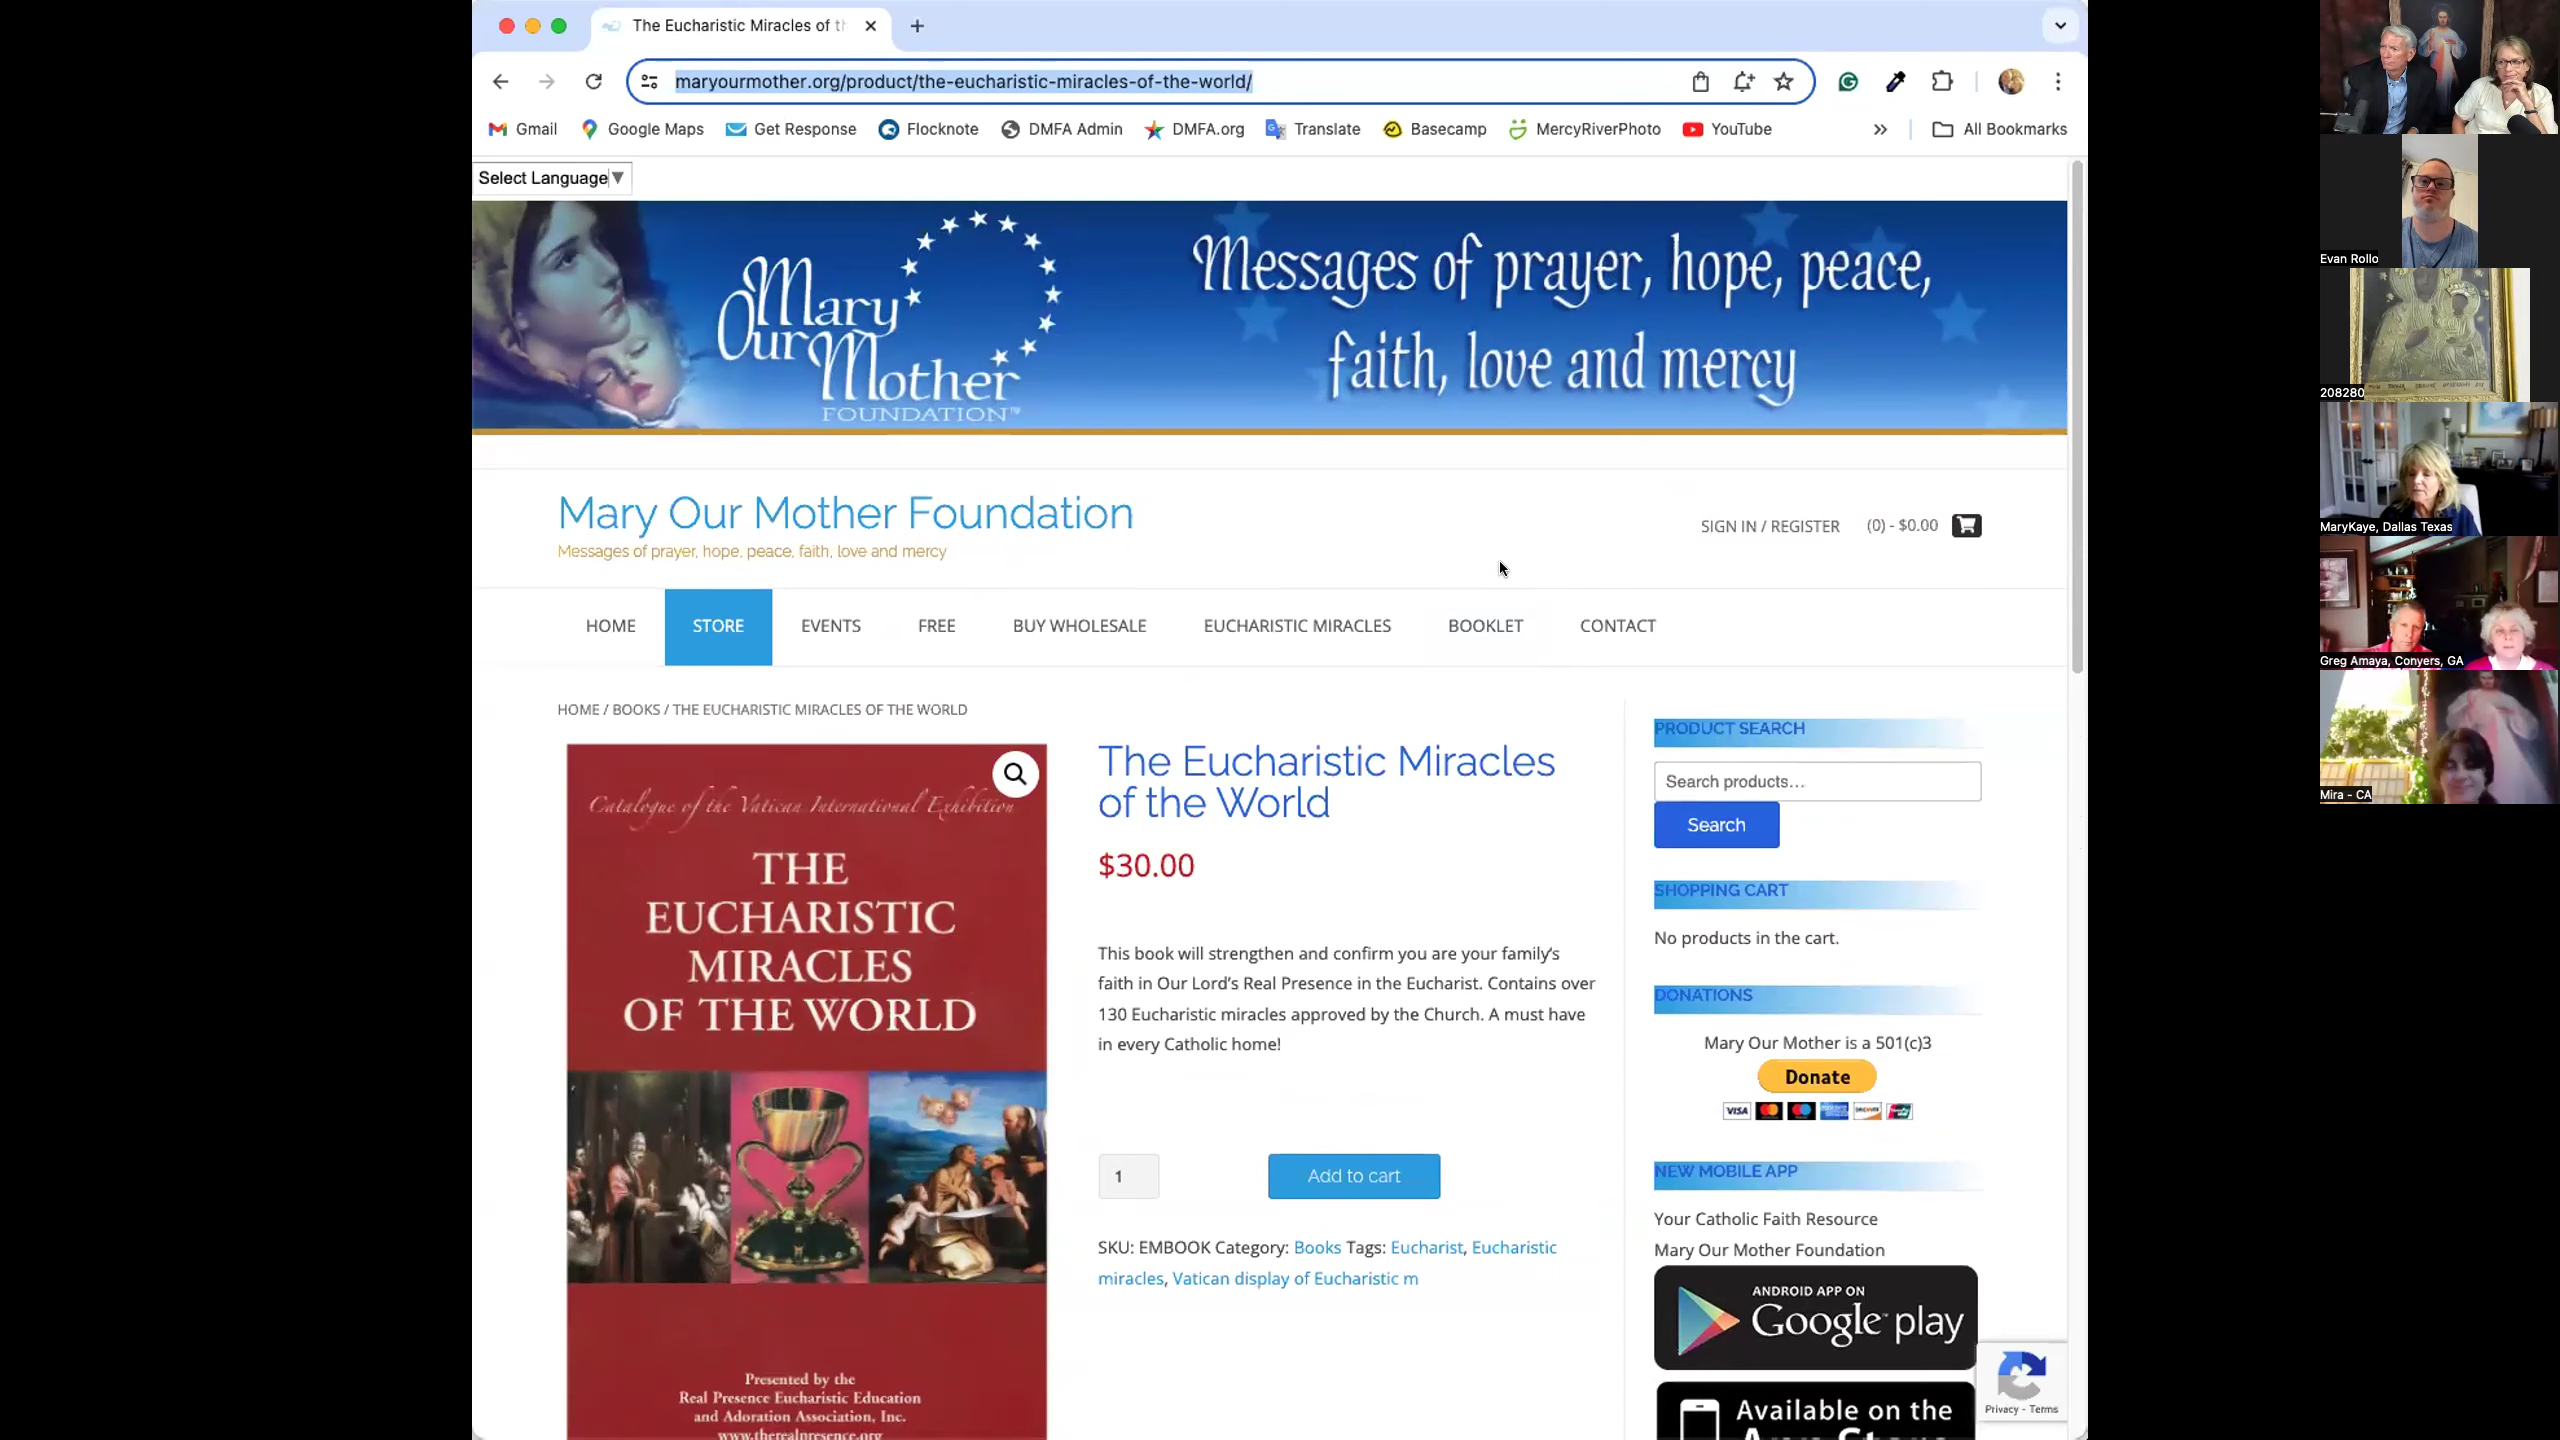 The Eucharistic Miracles of th
maryourmother.org/product/the-eucharistic-miracles-of-the-world/
Gmail
Google Maps
Get Response
Flocknote
DMFA Admin
DMFA.org
Translate
Basecamp
MercyRiverPhoto
YouTube
All Bookmarks
Select Language
Mary
Our
Mother
FOUNDATION™
Messages of prayer, hope, peace,
faith, love and mercy
Mary Our Mother Foundation
Messages of prayer, hope, peace, faith, love and mercy
SIGN IN / REGISTER
(0) - $0.00
HOME
STORE
EVENTS
FREE
BUY WHOLESALE
EUCHARISTIC MIRACLES
BOOKLET
CONTACT
HOME / BOOKS / THE EUCHARISTIC MIRACLES OF THE WORLD
Catalogue of the Vatican International Exhibition
THE
EUCHARISTIC
MIRACLES
OF THE WORLD
Presented by the
Real Presence Eucharistic Education
and Adoration Association, Inc.
www.therealpresence.org
The Eucharistic Miracles
of the World
$30.00
This book will strengthen and confirm you are your family's
faith in Our Lord's Real Presence in the Eucharist. Contains over
130 Eucharistic miracles approved by the Church. A must have
in every Catholic home!
1
Add to cart
SKU: EMBOOK Category: Books Tags: Eucharist, Eucharistic
miracles, Vatican display of Eucharistic m
PRODUCT SEARCH
Search products…
Search
SHOPPING CART
No products in the cart.
DONATIONS
Mary Our Mother is a 501(c)3
Donate
VISA
NEW MOBILE APP
Your Catholic Faith Resource
Mary Our Mother Foundation
ANDROID APP ON
Google play
Available on the
App Store
Privacy - Terms
Evan Rollo
208280
MaryKaye, Dallas Texas
Greg Amaya, Conyers, GA
Mira - CA